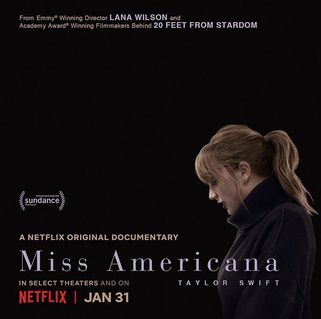 From Emmy® Winning Director LANA WILSON and
Academy Award® Winning Filmmakers Behind 20 FEET FROM STARDOM
sundance
A NETFLIX ORIGINAL DOCUMENTARY
Miss Americana
IN SELECT THEATERS AND ON
TAYLOR SWIFT
NETFLIX | JAN 31